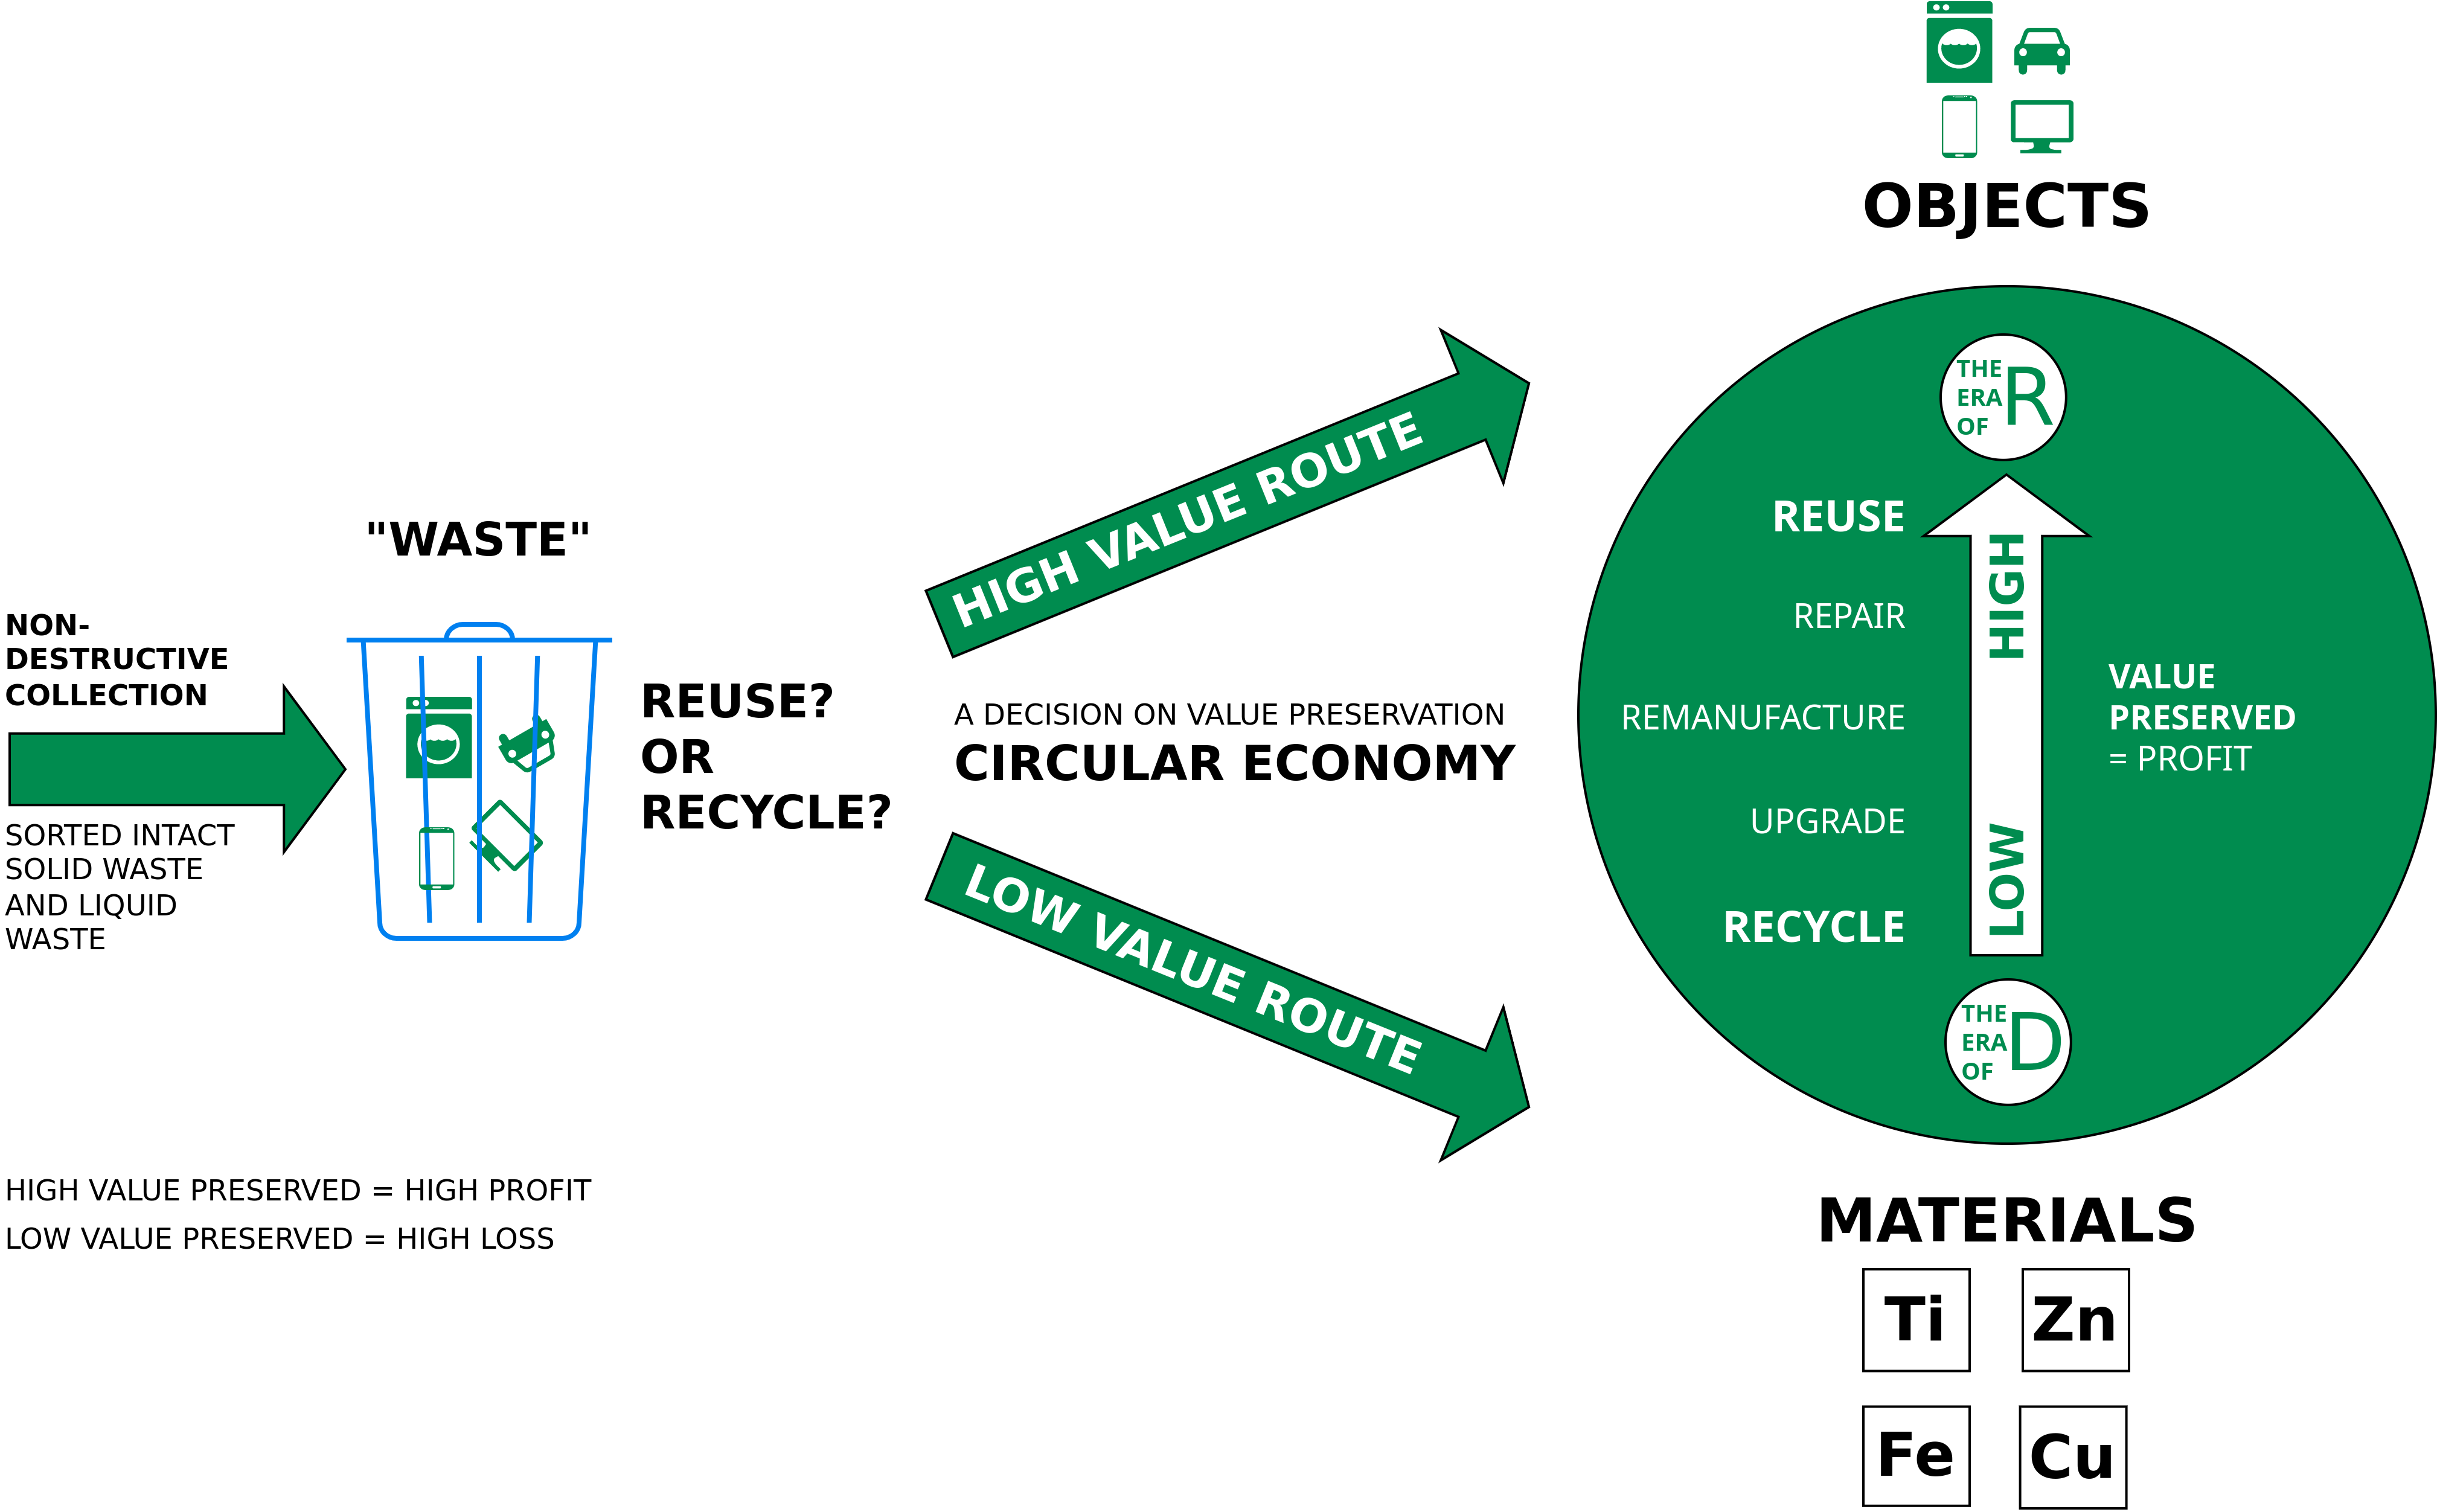 OBJECTS
THE
ERA
OF
R
HIGH VALUE ROUTE
"WASTE"
NON-
DESTRUCTIVE
COLLECTION
SORTED INTACT
SOLID WASTE
AND LIQUID
WASTE
REUSE?
OR
RECYCLE?
A DECISION ON VALUE PRESERVATION
CIRCULAR ECONOMY
LOW VALUE ROUTE
REUSE
REPAIR
REMANUFACTURE
UPGRADE
RECYCLE
HIGH
LOW
VALUE
PRESERVED
= PROFIT
THE
ERA
OF
D
HIGH VALUE PRESERVED = HIGH PROFIT
LOW VALUE PRESERVED = HIGH LOSS
MATERIALS
Ti
Zn
Fe
Cu